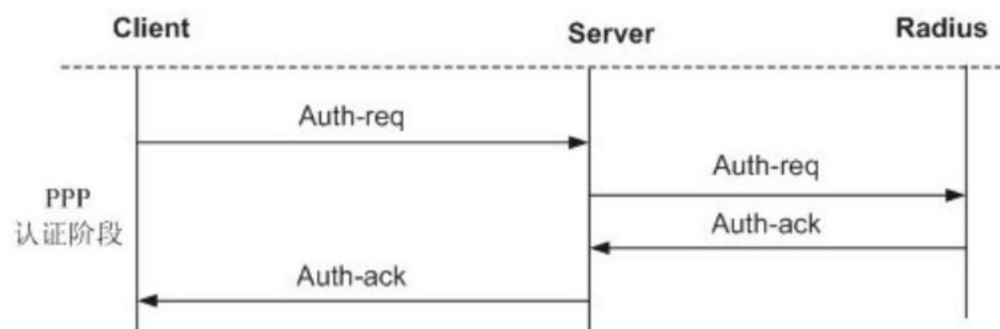 Client
Server
Radius
Auth-req
Auth-req
PPP
认证阶段
Auth-ack
Auth-ack